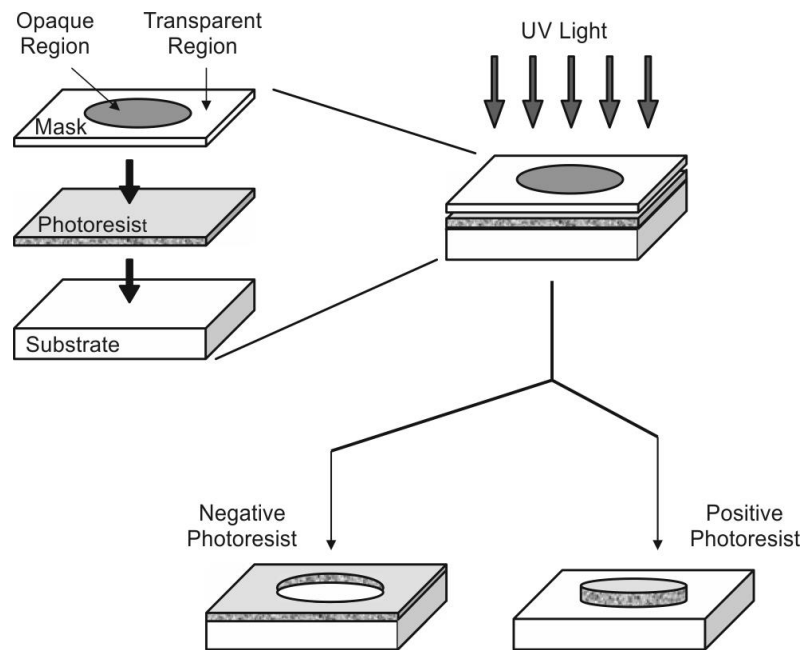 Opaque
Region
Transparent
Region
UV Light
Mask
Photoresist
Substrate
Negative
Photoresist
Positive
Photoresist